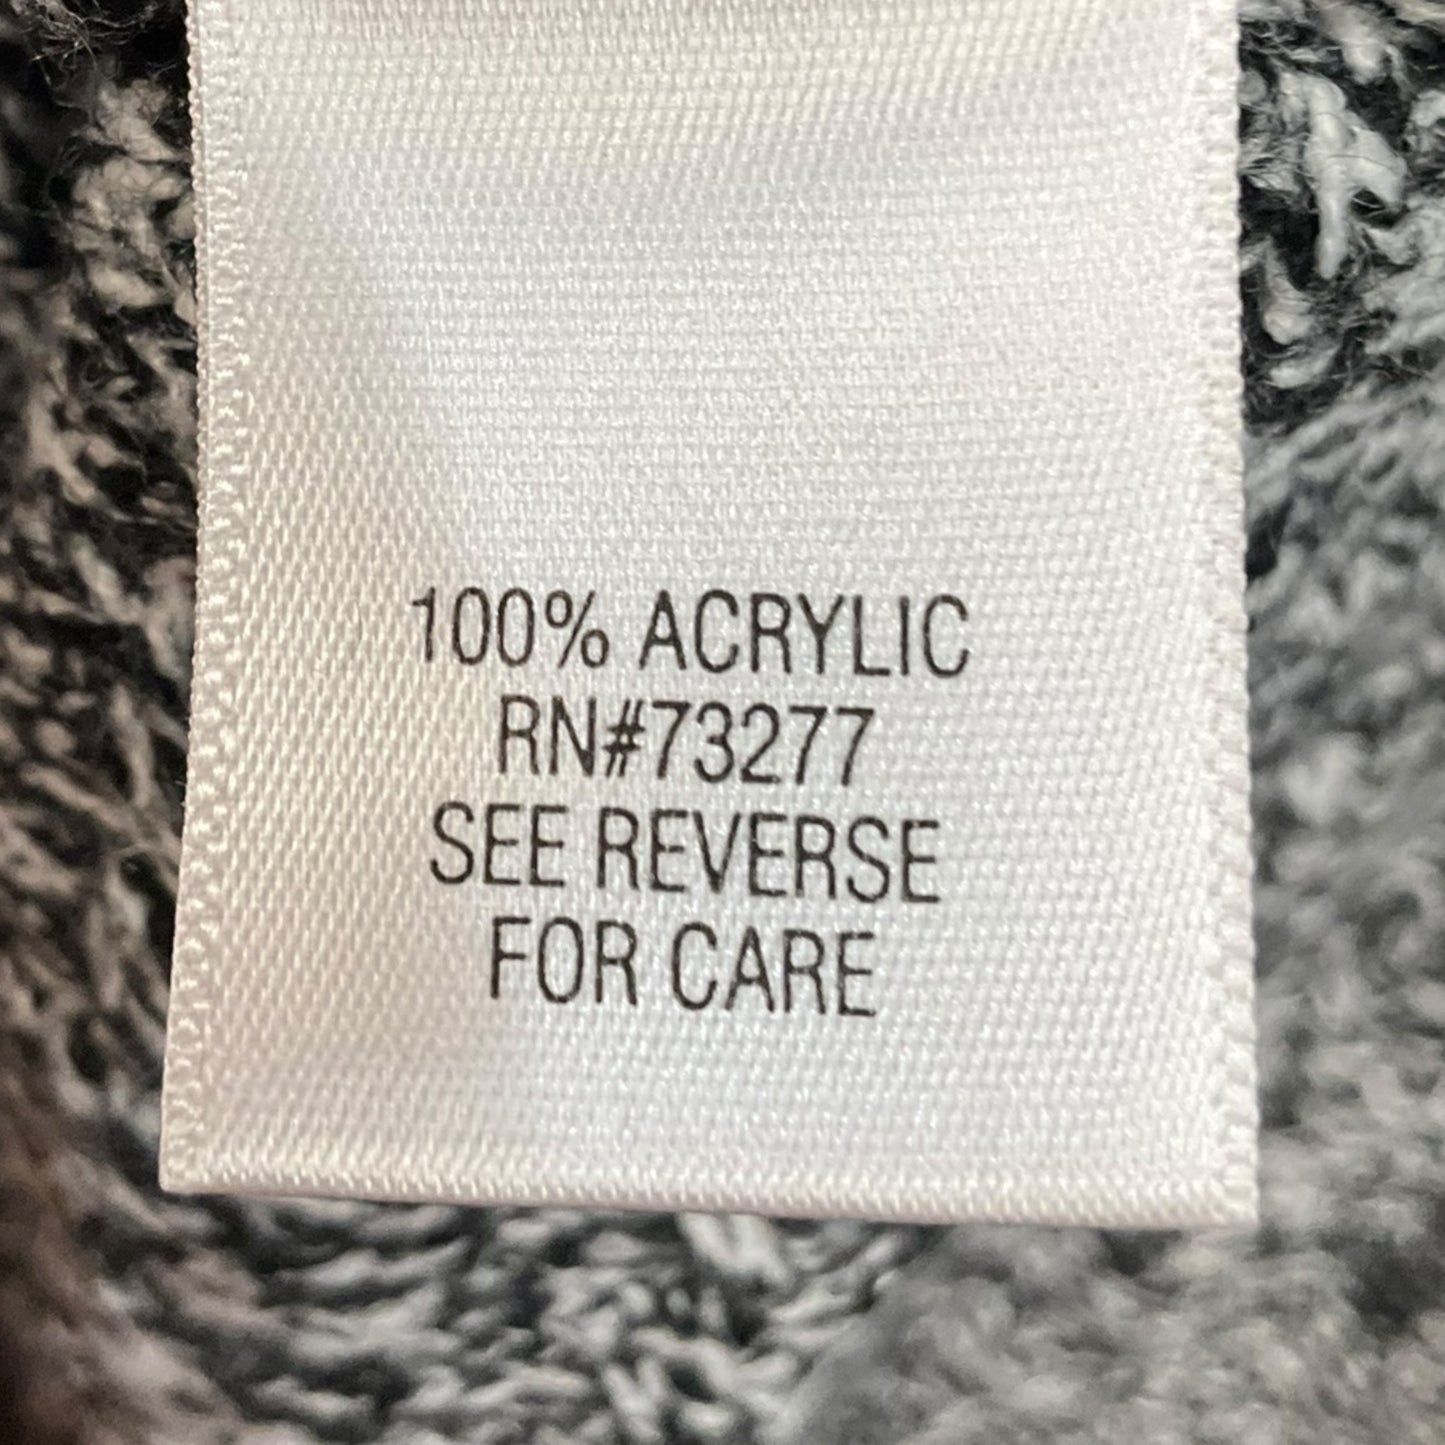 100% ACRYLIC
RN#73277
SEE REVERSE
FOR CARE